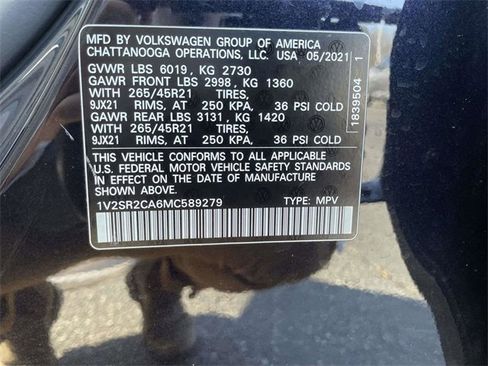 MFD BY VOLKSWAGEN GROUP OF AMERICA
CHATTANOOGA OPERATIONS, LLC. USA 05/2021
GVWR LBS 6019, KG 2730
GAWR FRONT LBS 2998, KG 1360
WITH 265/45R21 TIRES,
9JX21 RIMS, AT 250 KPA, 36 PSI COLD
GAWR REAR LBS 3131, KG 1420
WITH 265/45R21 TIRES,
9JX21 RIMS, AT 250 KPA, 36 PSI COLD
THIS VEHICLE CONFORMS TO ALL APPLICABLE
U.S. FEDERAL MOTOR VEHICLE SAFETY STANDARDS
IN EFFECT ON THE DATE OF MANUFACTURE
SHOWN ABOVE.
1V2SR2CA6MC589279 TYPE: MPV
1839504 1